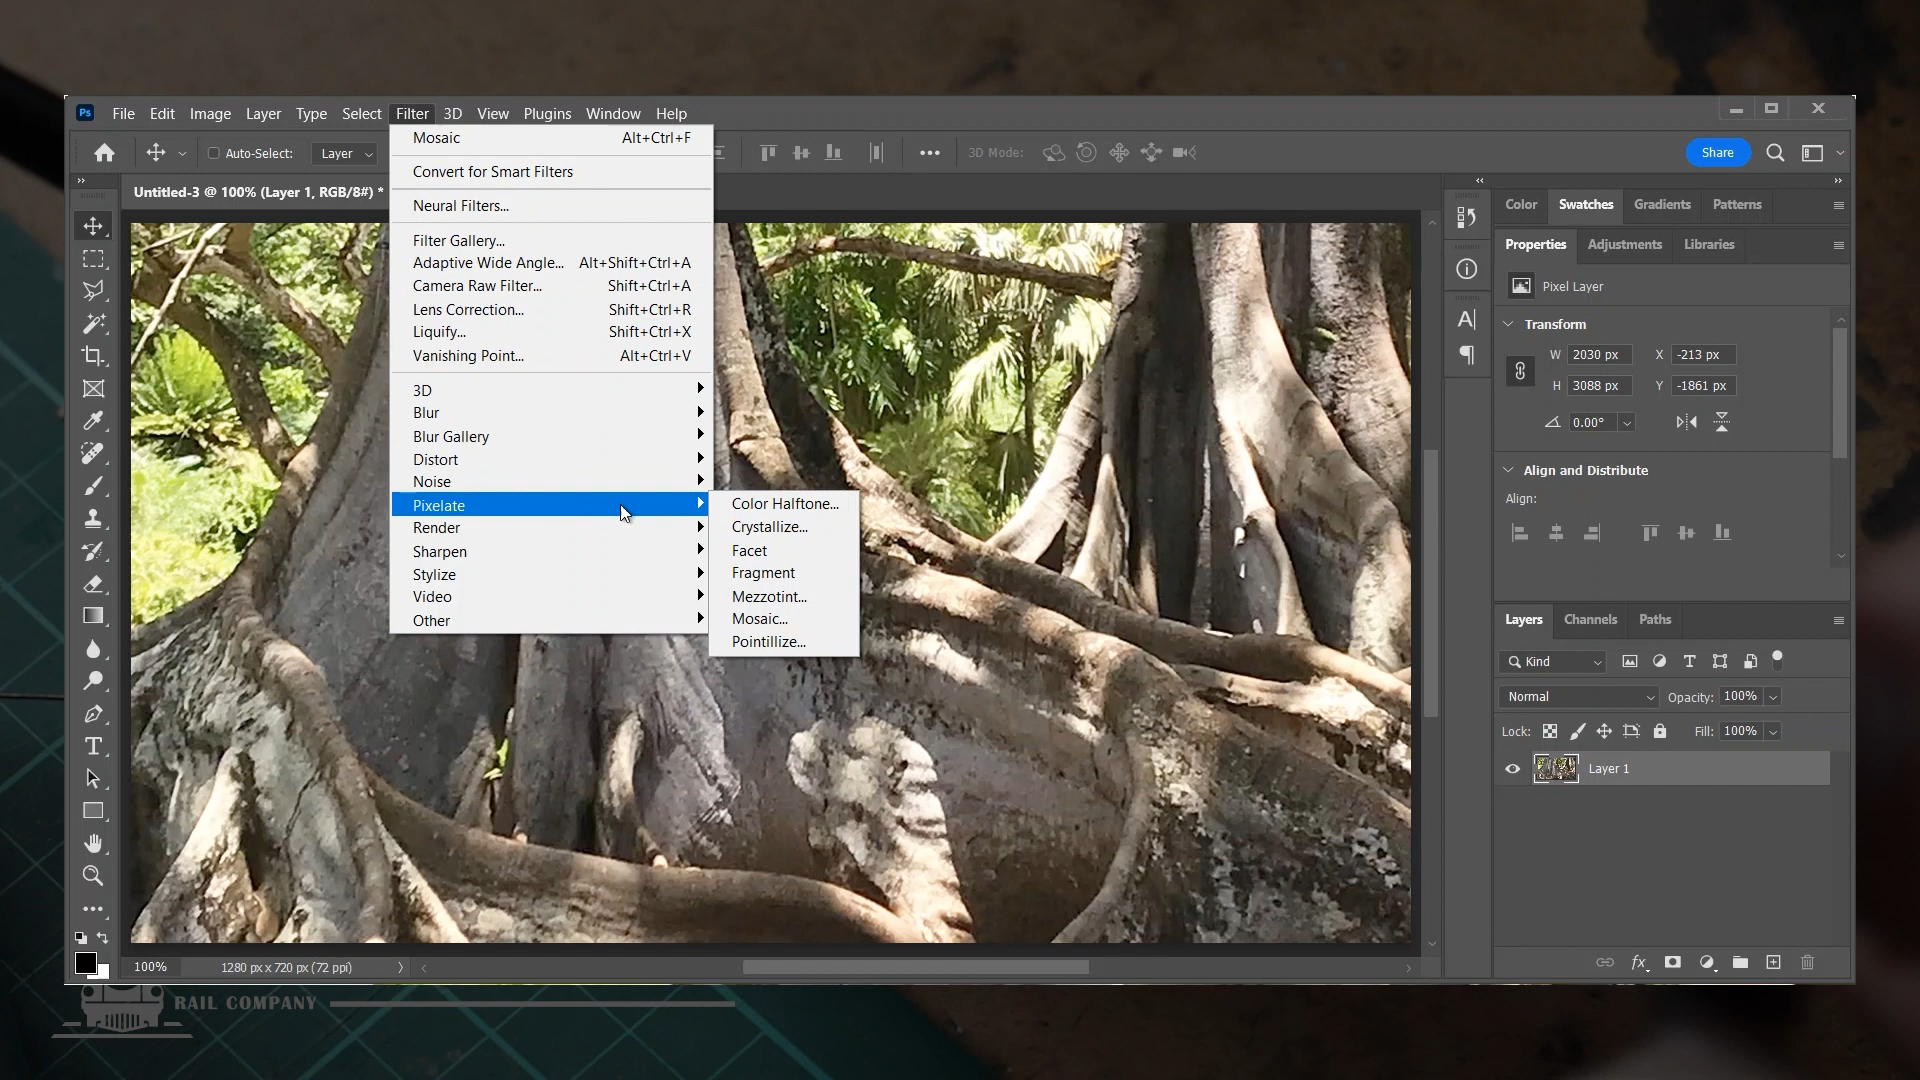 Ps File Edit Image Layer Type Select Filter 3D View Plugins Window Help
Auto-Select: Layer
3D Mode:
Share
Untitled-3 @ 100% (Layer 1, RGB/8#) *
Mosaic Alt+Ctrl+F
Convert for Smart Filters
Neural Filters...
Filter Gallery...
Adaptive Wide Angle... Alt+Shift+Ctrl+A
Camera Raw Filter... Shift+Ctrl+A
Lens Correction... Shift+Ctrl+R
Liquify... Shift+Ctrl+X
Vanishing Point... Alt+Ctrl+V
3D
Blur
Blur Gallery
Distort
Noise
Pixelate
Render
Sharpen
Stylize
Video
Other
Color Halftone...
Crystallize...
Facet
Fragment
Mezzotint...
Mosaic...
Pointillize...
Color Swatches Gradients Patterns
Properties Adjustments Libraries
Pixel Layer
Transform
W 2030 px X -213 px
H 3088 px Y -1861 px
0.00°
Align and Distribute
Align:
Layers Channels Paths
Kind
Normal Opacity: 100%
Lock: Fill: 100%
Layer 1
100% 1280 px x 720 px (72 ppi)
RAIL COMPANY